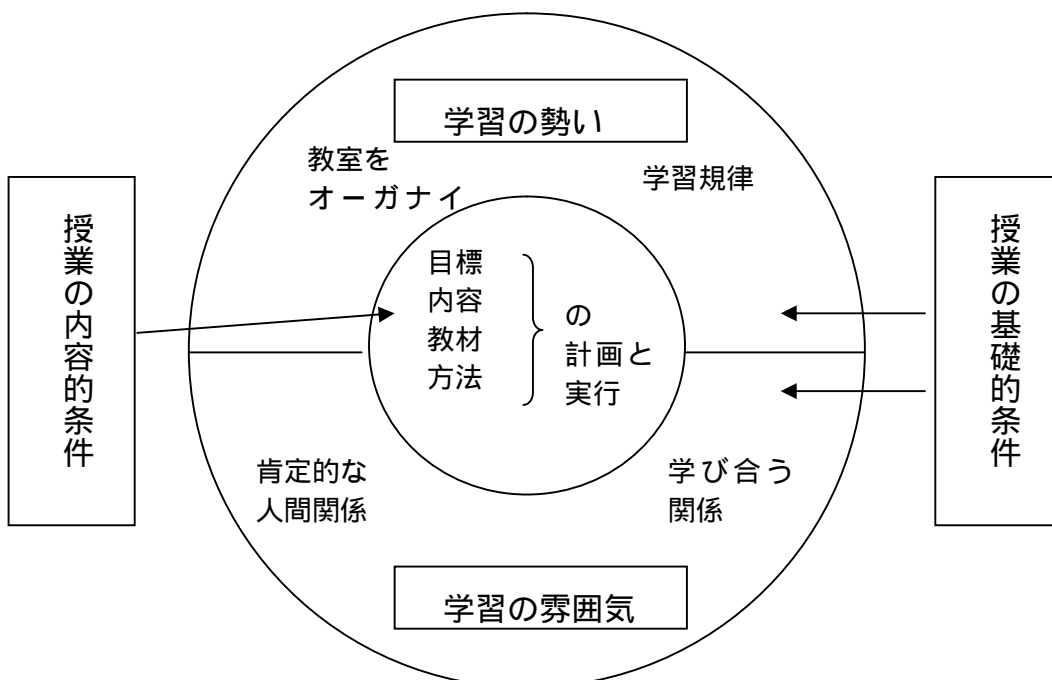 学習の勢い
教室を
オーガナイ
学習規律
授業の内容的条件
目標
内容
教材
方法
の
計画と
実行
授業の基礎的条件
肯定的な
人間関係
学び合う
関係
学習の雰囲気